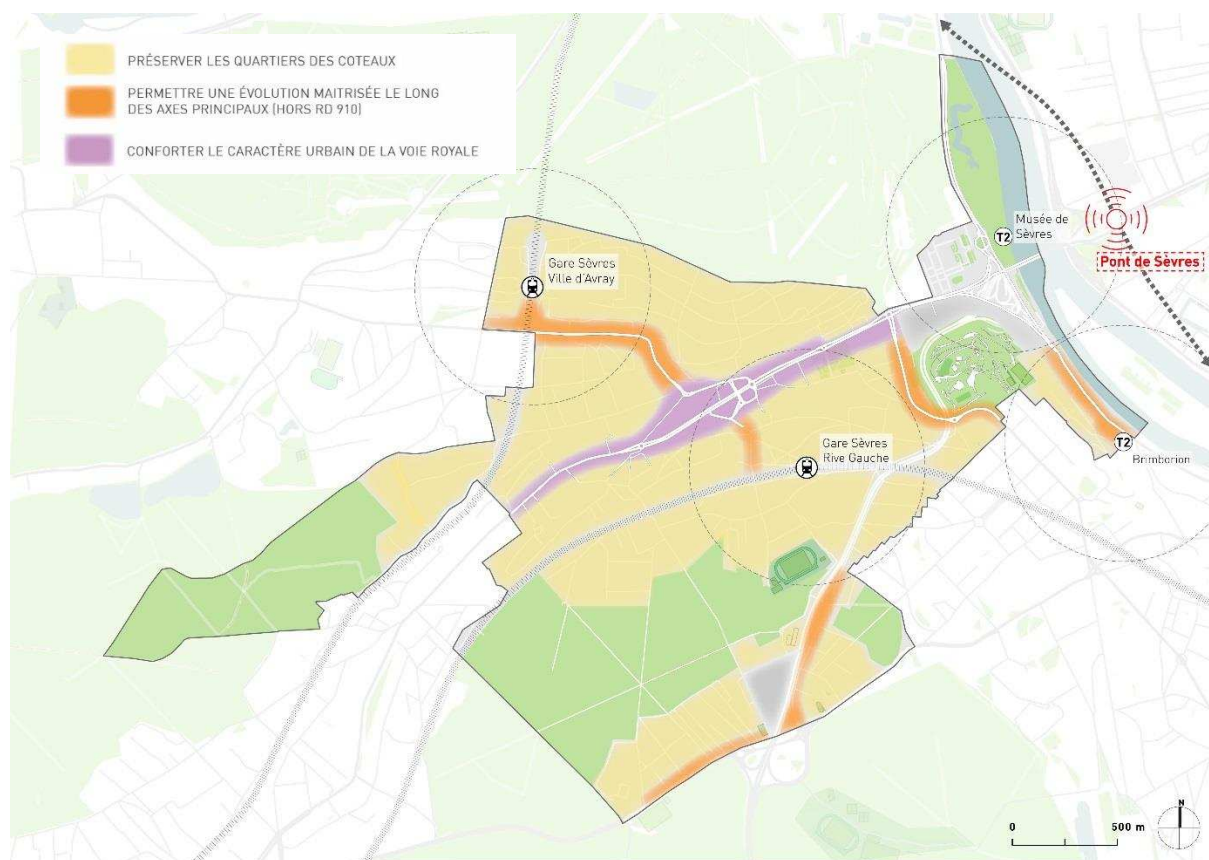 PRÉSERVER LES QUARTIERS DES COTEAUX
PERMETTRE UNE ÉVOLUTION MAITRISÉE LE LONG
DES AXES PRINCIPAUX (HORS RD 910)
CONFORTER LE CARACTÈRE URBAIN DE LA VOIE ROYALE
T2
Musée de
Sèvres
Pont de Sèvres
Gare Sèvres
Ville d'Avray
Gare Sèvres
Rive Gauche
T2
Brimborion
N
0 500 m